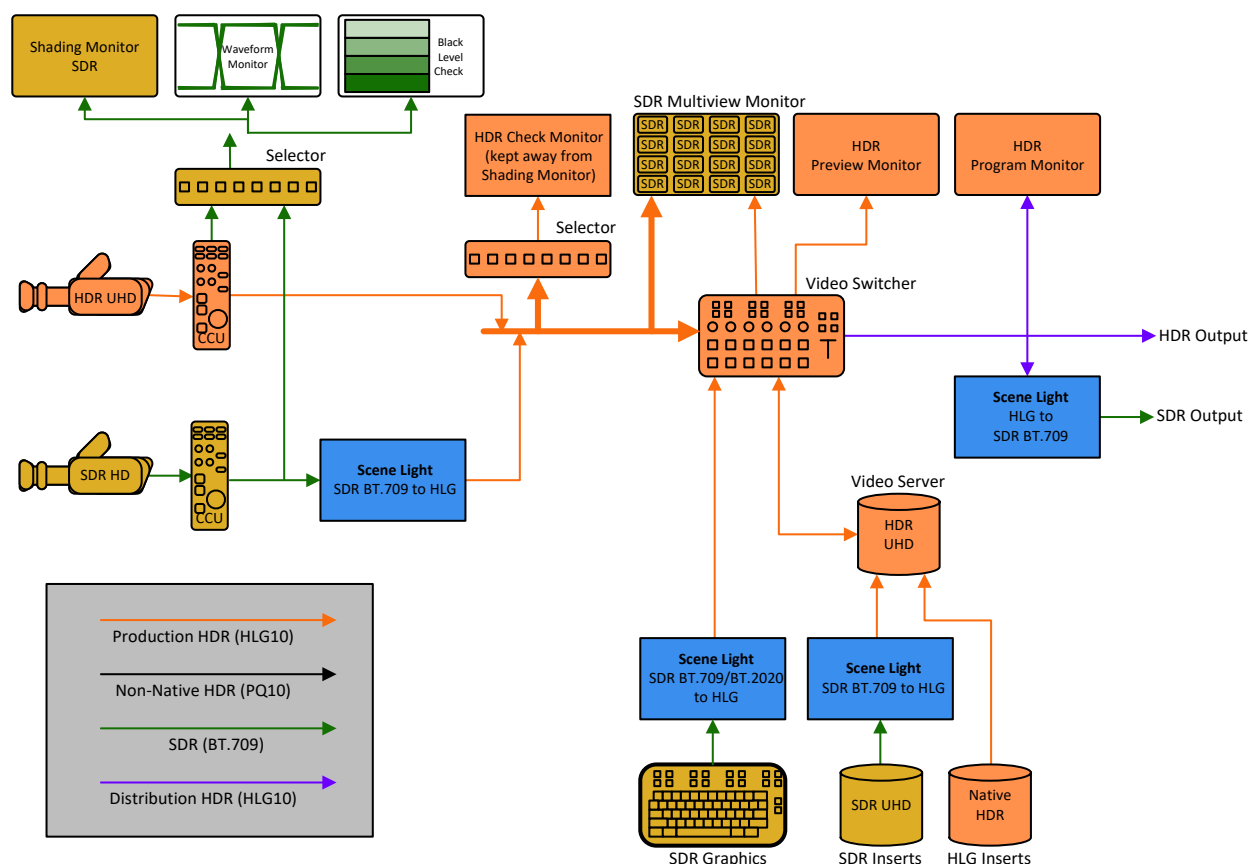 Shading Monitor
SDR
Waveform
Monitor
Black
Level
Check
SDR Multiview Monitor
SDR SDR SDR SDR
SDR SDR SDR SDR
SDR SDR SDR SDR
SDR SDR SDR SDR
HDR Check Monitor
(kept away from
Shading Monitor)
HDR
Preview Monitor
HDR
Program Monitor
Selector
Selector
HDR UHD
CCU
Video Switcher
HDR Output
Scene Light
HLG to
SDR BT.709
SDR Output
SDR HD
CCU
Scene Light
SDR BT.709 to HLG
Video Server
HDR
UHD
Production HDR (HLG10)
Non-Native HDR (PQ10)
SDR (BT.709)
Distribution HDR (HLG10)
Scene Light
SDR BT.709/BT.2020
to HLG
Scene Light
SDR BT.709 to HLG
SDR UHD
Native
HDR
SDR Graphics
SDR Inserts
HLG Inserts